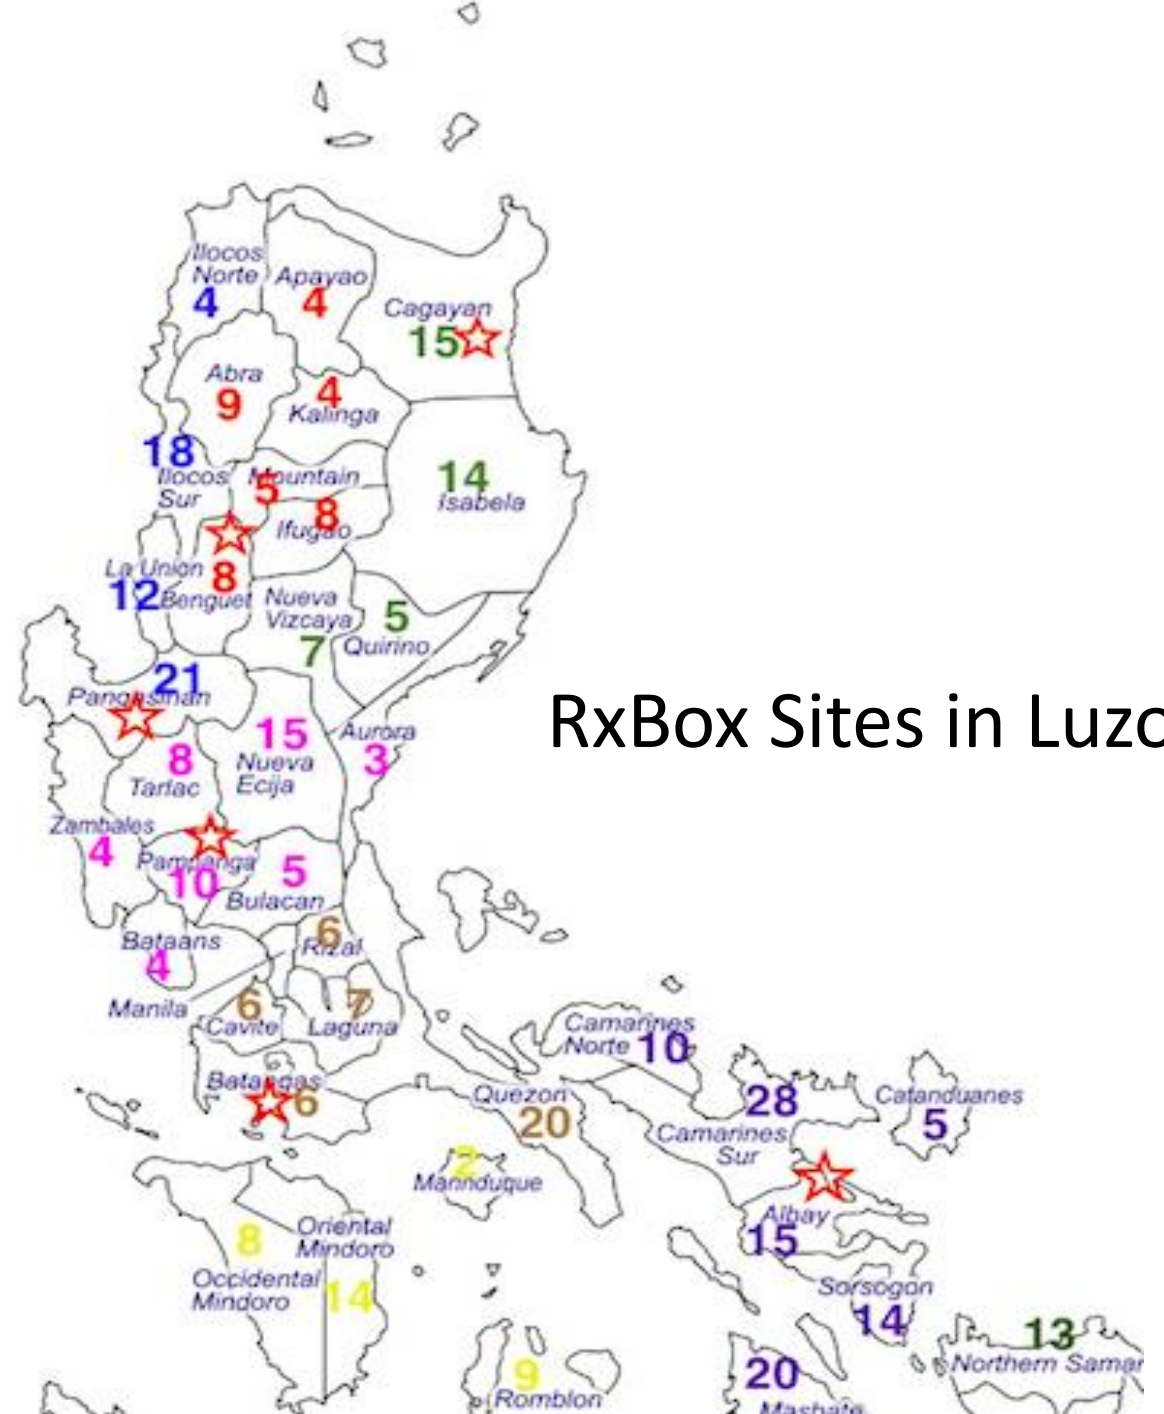 Ilocos
Norte
4
Apayao
4
Cagayan
15
Abra
9
4
Kalinga
18
Ilocos
Sur
Mountain
5
14
Isabela
8
Ifugao
La Union
12
8
Benguet
Nueva
Vizcaya
7
5
Quirino
21
Pangasinan
RxBox Sites in Luzo
15
Nueva
Ecija
Aurora
3
8
Tarlac
Zambales
4
Pampanga
10
5
Bulacan
Bataans
4
6
Rizal
Manila
6
Cavite
7
Laguna
Camarines
Norte 10
Batangas
6
Quezon
20
28
Camarines
Sur
Catanduanes
5
2
Marinduque
Albay
15
8
Oriental
Mindoro
Occidental
Mindoro
14
Sorsogon
14
13
Northern Samar
9
Romblon
20
Masbate